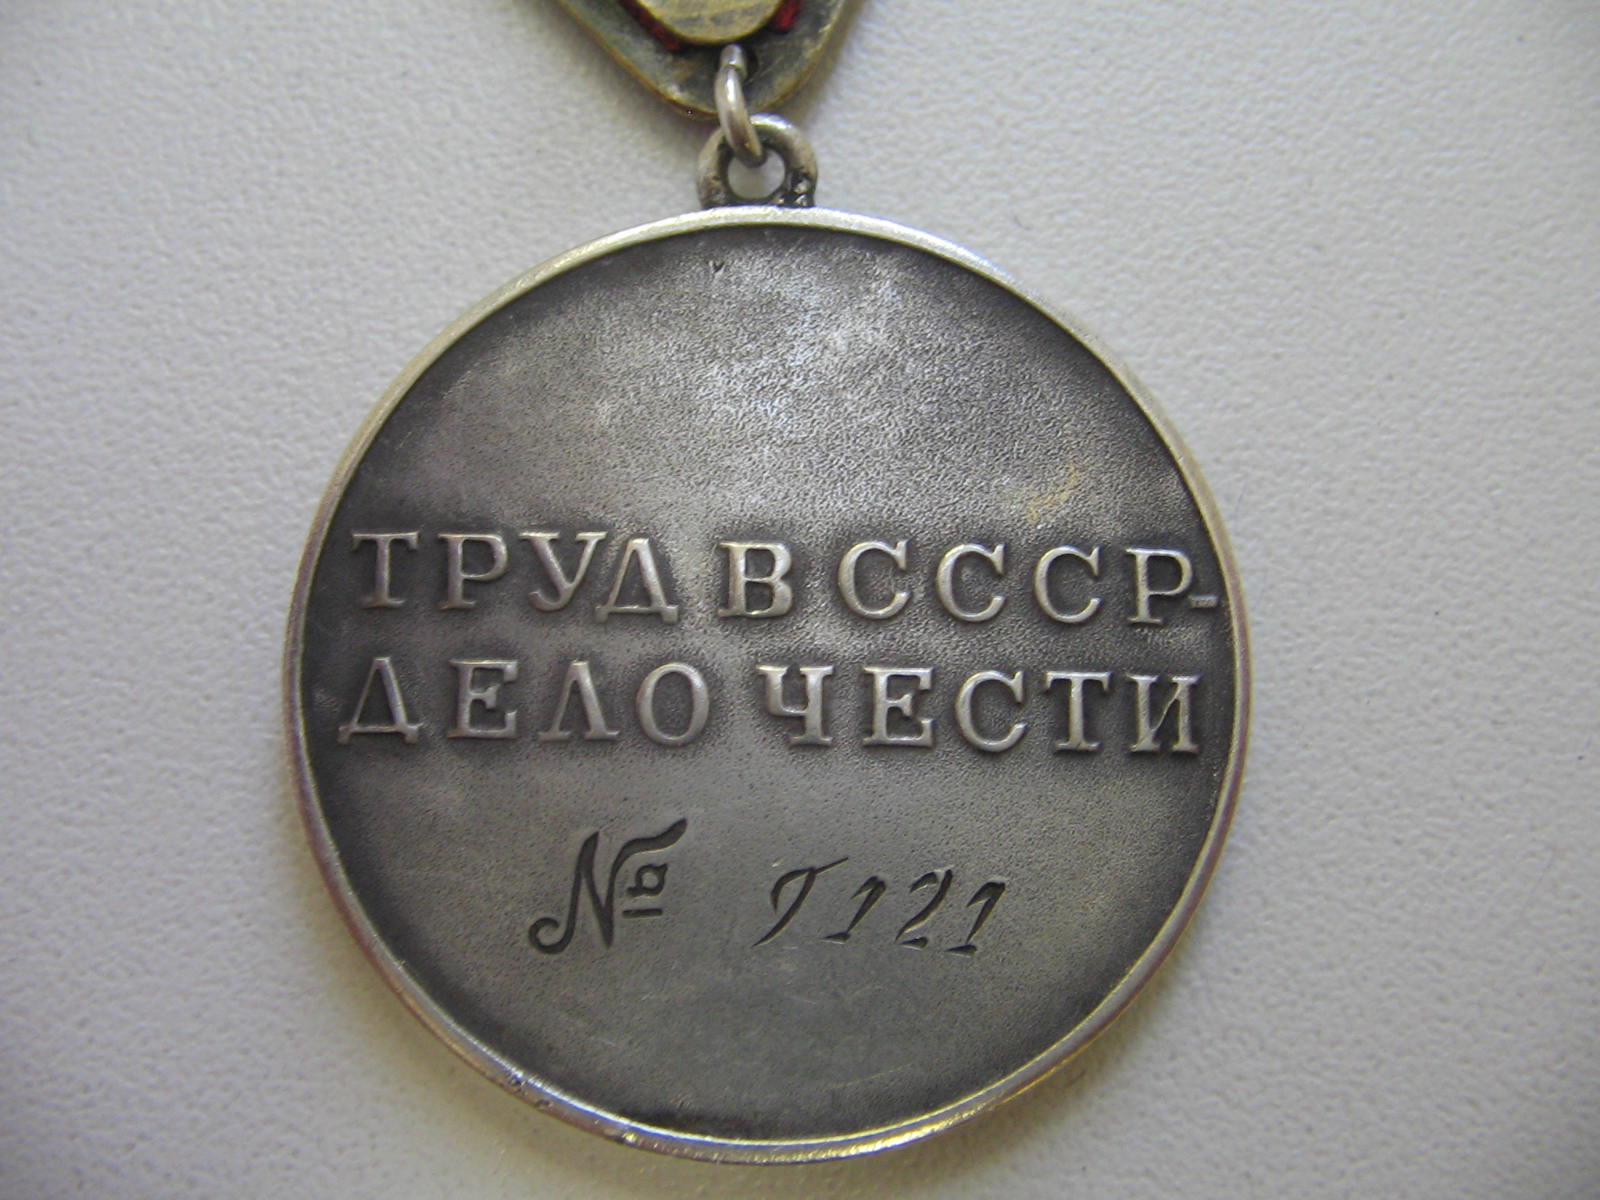 ТРУД В СССР-
ДЕЛО ЧЕСТИ
№ 7121